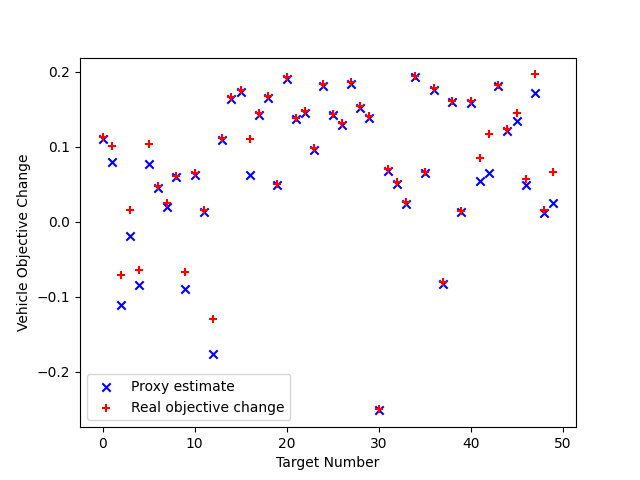 0.2
0.1
0.0
−0.1
−0.2
Vehicle Objective Change
Proxy estimate
Real objective change
0 10 20 30 40 50
Target Number